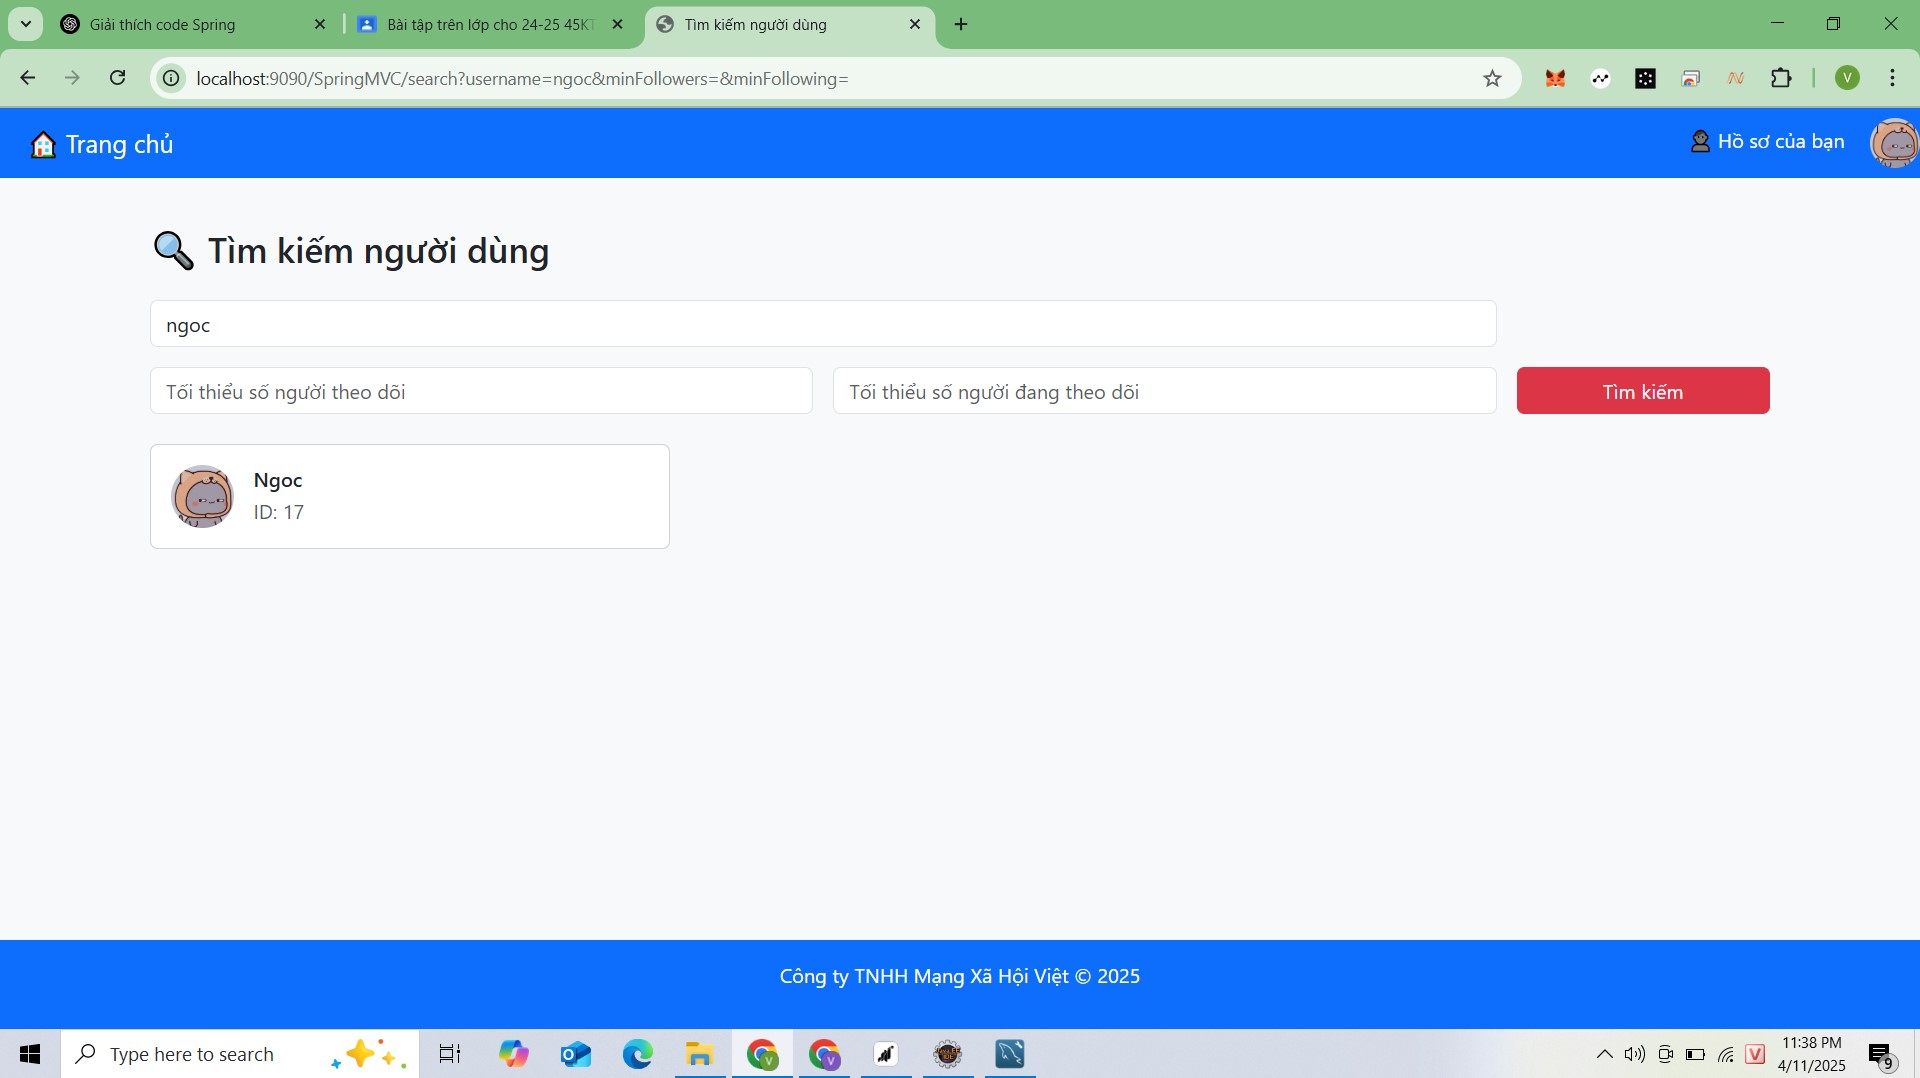 Giải thích code Spring
Bài tập trên lớp cho 24-25 45KT
Tìm kiếm người dùng
localhost:9090/SpringMVC/search?username=ngoc&minFollowers=&minFollowing=
V
Trang chủ
Hồ sơ của bạn
Tìm kiếm người dùng
ngoc
Tối thiểu số người theo dõi
Tối thiểu số người đang theo dõi
Tìm kiếm
Ngoc
ID: 17
Công ty TNHH Mạng Xã Hội Việt © 2025
Type here to search
V
V
V
11:38 PM
4/11/2025
9